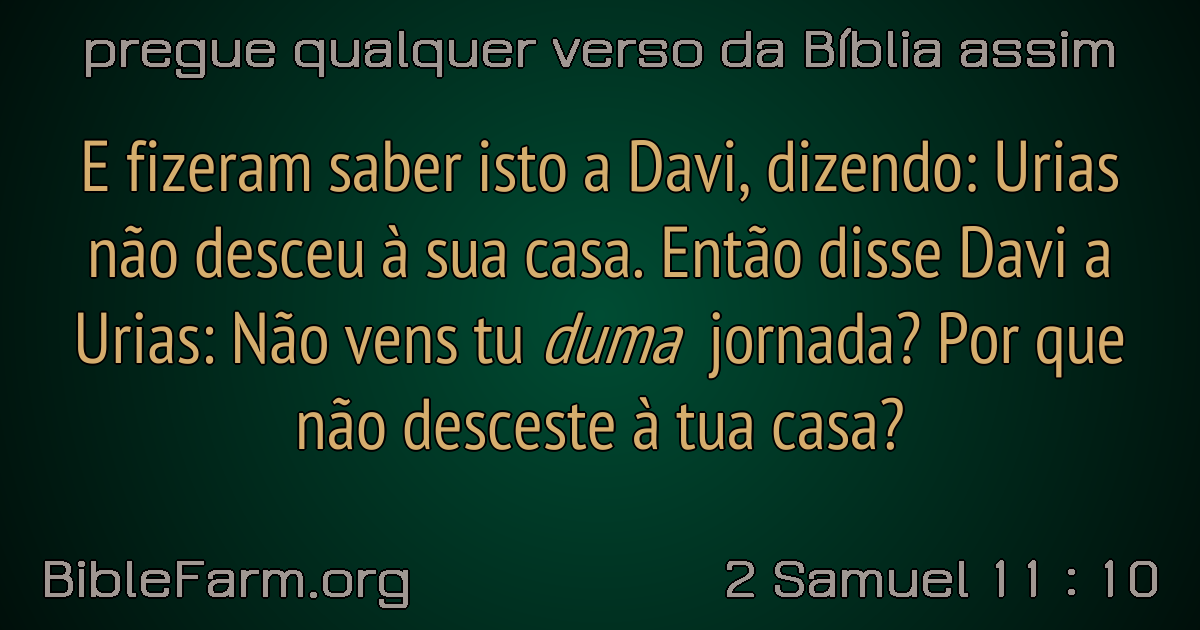 pregue qualquer verso da Bíblia assim
E fizeram saber isto a Davi, dizendo: Urias
não desceu à sua casa. Então disse Davi a
Urias: Não vens tu duma jornada? Por que
não desceste à tua casa?
BibleFarm.org
2 Samuel 11 : 10